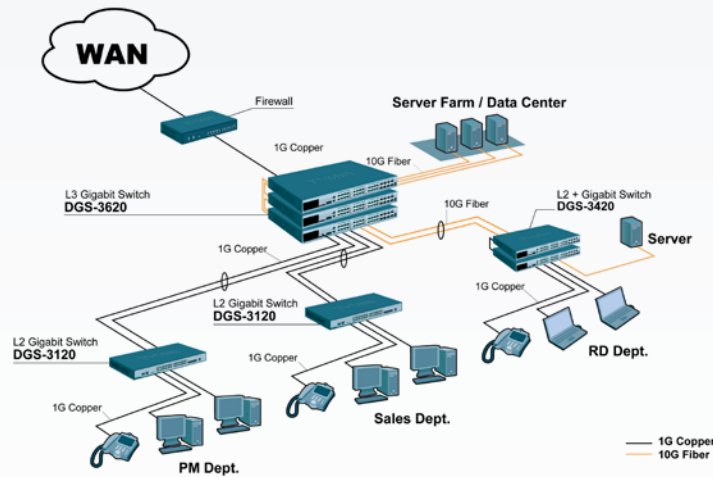 WAN
Firewall
Server Farm / Data Center
1G Copper
10G Fiber
L3 Gigabit Switch
DGS-3620
L2 + Gigabit Switch
DGS-3420
10G Fiber
Server
1G Copper
1G Copper
L2 Gigabit Switch
DGS-3120
RD Dept.
L2 Gigabit Switch
DGS-3120
1G Copper
Sales Dept.
1G Copper
PM Dept.
1G Copper
10G Fiber